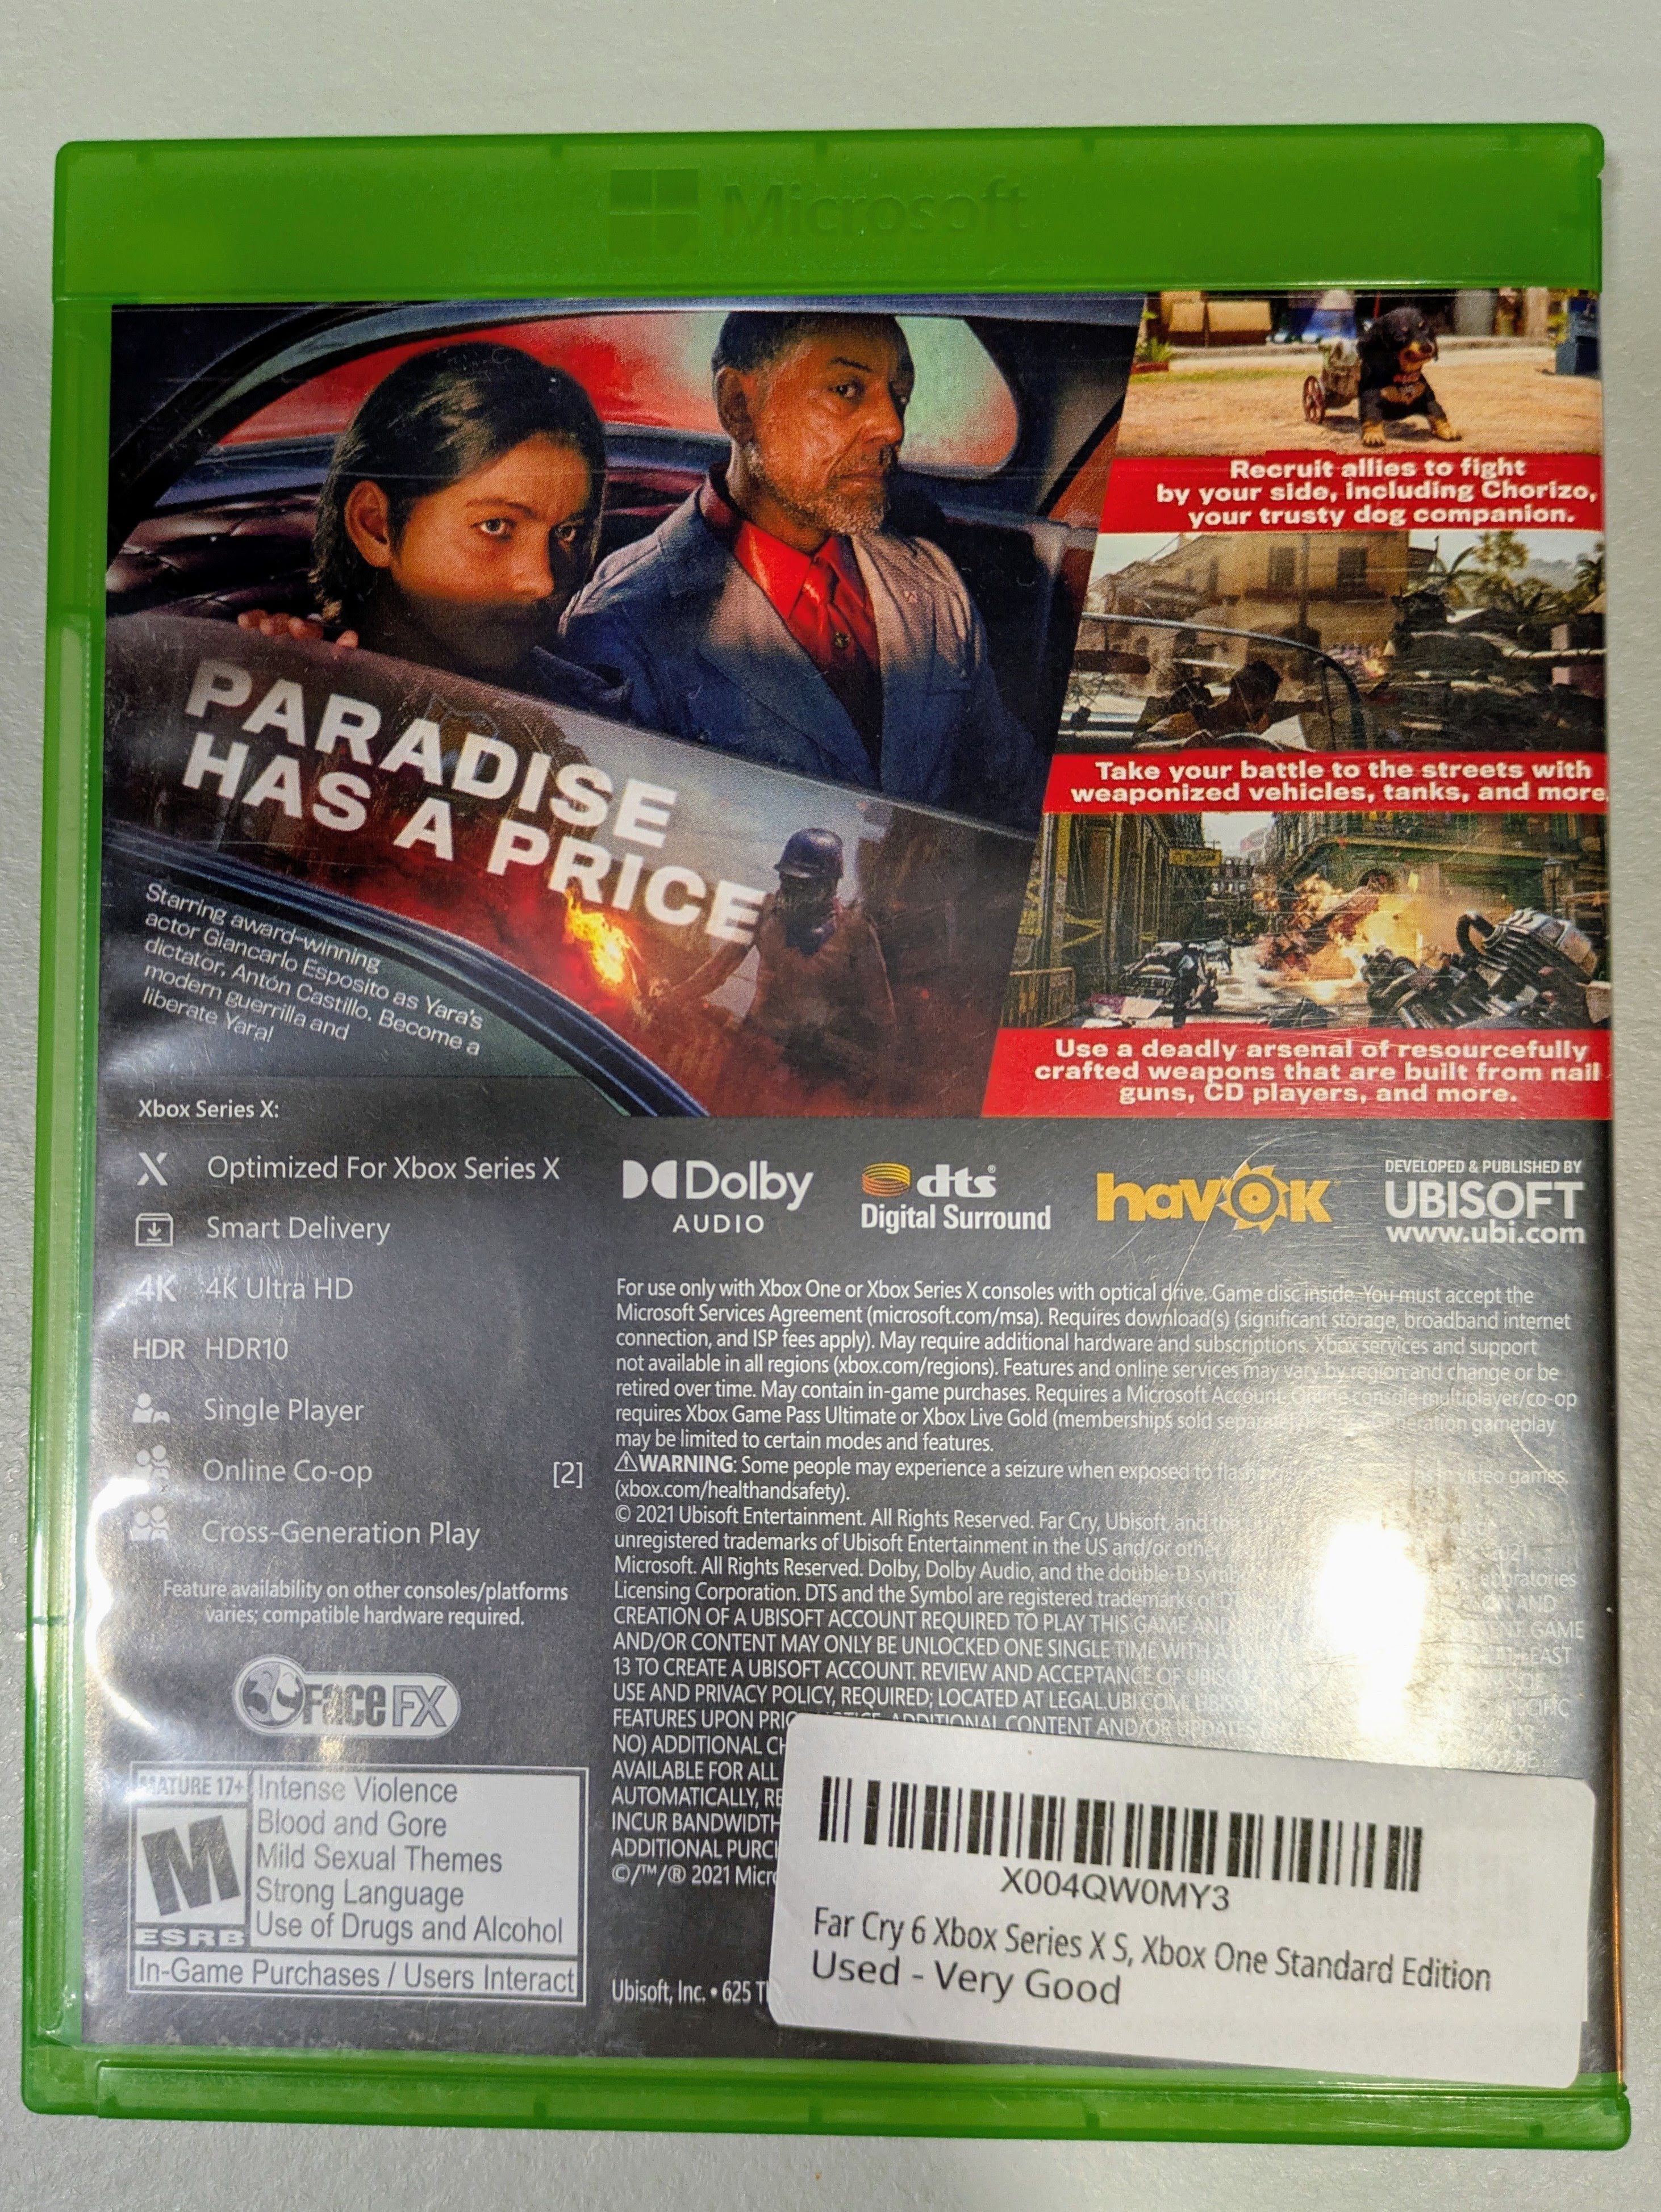 Microsoft
PARADISE
HAS A PRICE
Starring award-winning
actor Giancarlo Esposito as Yara's
dictator, Antón Castillo. Become a
modern guerrilla and
liberate Yara!
Recruit allies to fight
by your side, including Chorizo,
your trusty dog companion.
Take your battle to the streets with
weaponized vehicles, tanks, and more.
Use a deadly arsenal of resourcefully
crafted weapons that are built from nail
guns, CD players, and more.
Xbox Series X:
X Optimized For Xbox Series X
Smart Delivery
4K 4K Ultra HD
HDR HDR10
Single Player
Online Co-op [2]
Cross-Generation Play
Feature availability on other consoles/platforms
varies; compatible hardware required.
FaceFX
MATURE 17+
M
ESRB
Intense Violence
Blood and Gore
Mild Sexual Themes
Strong Language
Use of Drugs and Alcohol
In-Game Purchases / Users Interact
Dolby
AUDIO
dts®
Digital Surround
havok
DEVELOPED & PUBLISHED BY
UBISOFT
www.ubi.com
For use only with Xbox One or Xbox Series X consoles with optical drive. Game disc inside. You must accept the
Microsoft Services Agreement (microsoft.com/msa). Requires download(s) (significant storage, broadband internet
connection, and ISP fees apply). May require additional hardware and subscriptions. Xbox services and support
not available in all regions (xbox.com/regions). Features and online services may vary by region and change or be
retired over time. May contain in-game purchases. Requires a Microsoft Account. Online console multiplayer/co-op
requires Xbox Game Pass Ultimate or Xbox Live Gold (memberships sold gameplay
may be limited to certain modes and features.
⚠WARNING: Some people may experience a seizure when exposed to in video games.
(xbox.com/healthandsafety).
© 2021 Ubisoft Entertainment. All Rights Reserved. Far Cry, Ubisoft, and the
unregistered trademarks of Ubisoft Entertainment in the US and/or other
Microsoft. All Rights Reserved. Dolby, Dolby Audio, and the double-D
Licensing Corporation. DTS and the Symbol are registered trademarks of AND
CREATION OF A UBISOFT ACCOUNT REQUIRED TO PLAY THIS GAME AND GAME
AND/OR CONTENT MAY ONLY BE UNLOCKED ONE SINGLE TIME WITH A
13 TO CREATE A UBISOFT ACCOUNT. REVIEW AND ACCEPTANCE OF
USE AND PRIVACY POLICY, REQUIRED; LOCATED AT LEGAL.UBI.COM.
FEATURES UPON ADDITIONAL CONTENT AND/OR UPDATES
NO) ADDITIONAL
AVAILABLE FOR ALL
AUTOMATICALLY,
INCUR BANDWIDTH
ADDITIONAL
©/™/® 2021
Ubisoft, Inc. • 625
X004QW0MY3
Far Cry 6 Xbox Series X S, Xbox One Standard Edition
Used - Very Good